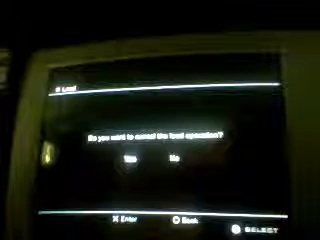 Load
Do you want to cancel the load operation?
Yes No
X Enter O Back
SELECT